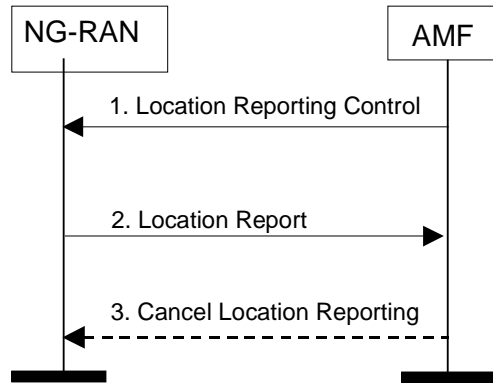 NG-RAN
AMF
1. Location Reporting Control
2. Location Report
3. Cancel Location Reporting